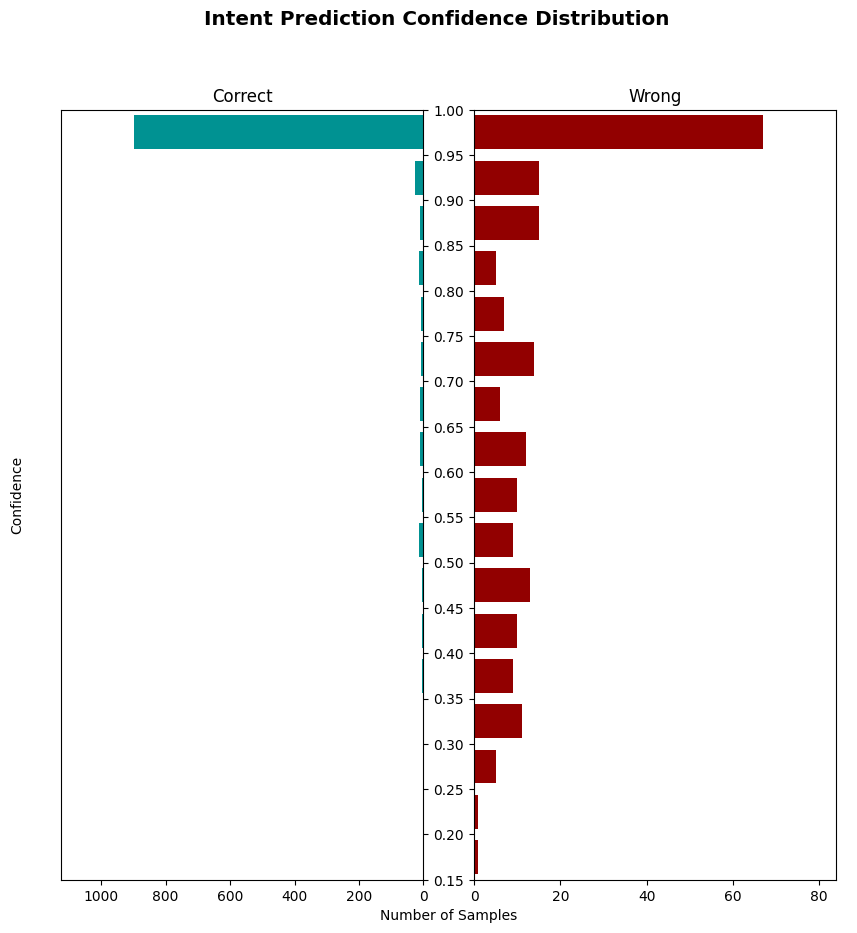 Intent Prediction Confidence Distribution
Correct
Wrong
1.00
0.95
0.90
0.85
0.80
0.75
0.70
0.65
0.60
0.55
0.50
0.45
0.40
0.35
0.30
0.25
0.20
0.15
Confidence
1000 800 600 400 200 0
0 20 40 60 80
Number of Samples